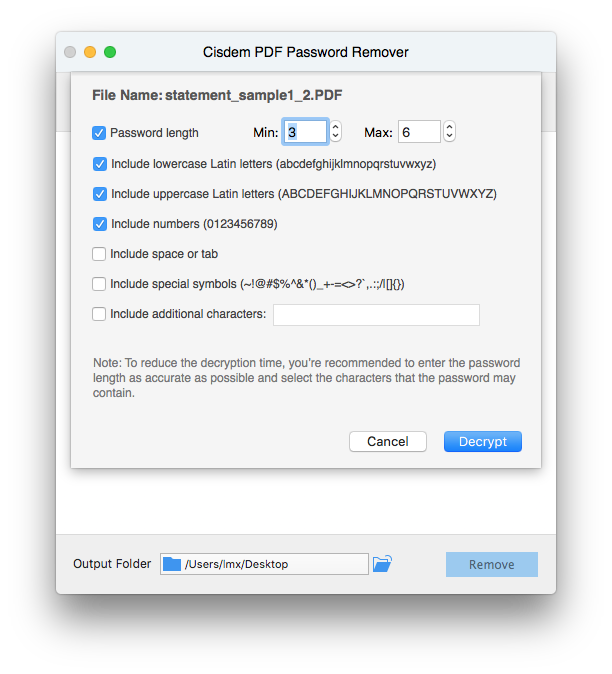 Cisdem PDF Password Remover
File Name: statement_sample1_2.PDF
Password length Min: 3 Max: 6
Include lowercase Latin letters (abcdefghijklmnopqrstuvwxyz)
Include uppercase Latin letters (ABCDEFGHIJKLMNOPQRSTUVWXYZ)
Include numbers (0123456789)
Include space or tab
Include special symbols (~!@#$%^&*()_+-=<>?`,.:;/|[]{})
Include additional characters:
Note: To reduce the decryption time, you're recommended to enter the password
length as accurate as possible and select the characters that the password may
contain.
Cancel Decrypt
Output Folder /Users/lmx/Desktop Remove